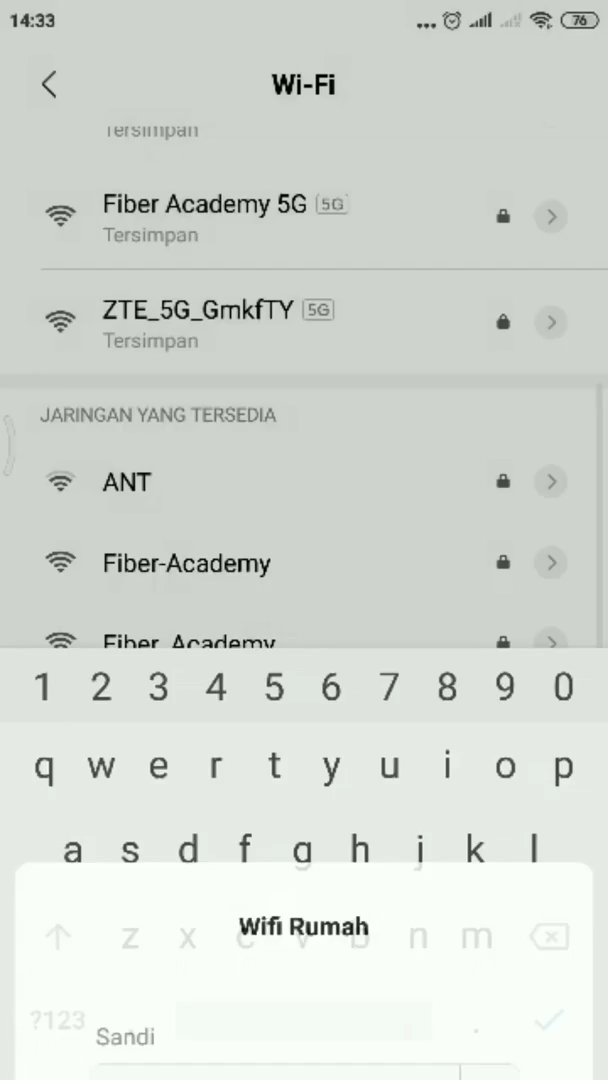 14:33
76
Wi-Fi
Tersimpan
Fiber Academy 5G 5G
Tersimpan
ZTE_5G_GmkfTY 5G
Tersimpan
JARINGAN YANG TERSEDIA
ANT
Fiber-Academy
Fiber Academy
1 2 3 4 5 6 7 8 9 0
q w e r t y u i o p
a s d f g h j k l
z x c v b n m
Wifi Rumah
?123 .
Sandi